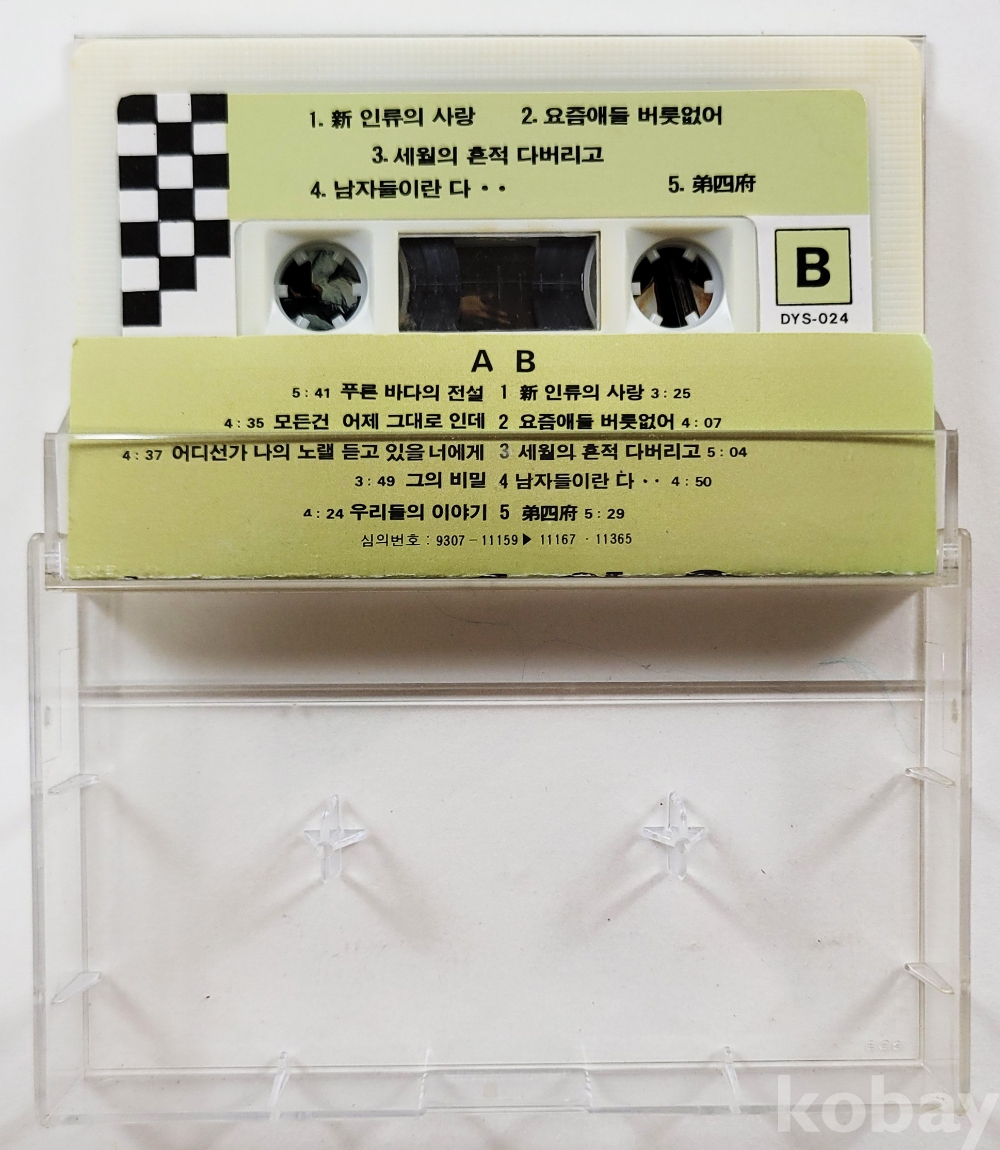 1. 新 인류의 사랑 2. 요즘애들 버릇없어
3. 세월의 흔적 다버리고
4. 남자들이란 다 · · 5. 弟四府
B
DYS-024
A B
5 : 41 푸른 바다의 전설 1 新 인류의 사랑 3 : 25
4 : 35 모든건 어제 그대로 인데 2 요즘애들 버릇없어 4 : 07
4 : 37 어디선가 나의 노랠 듣고 있을 너에게 3 세월의 흔적 다버리고 5 : 04
3 : 49 그의 비밀 4 남자들이란 다 · · 4 : 50
4 : 24 우리들의 이야기 5 弟四府 5 : 29
심의번호 : 9307 - 11159 ▶ 11167 · 11365
kobay